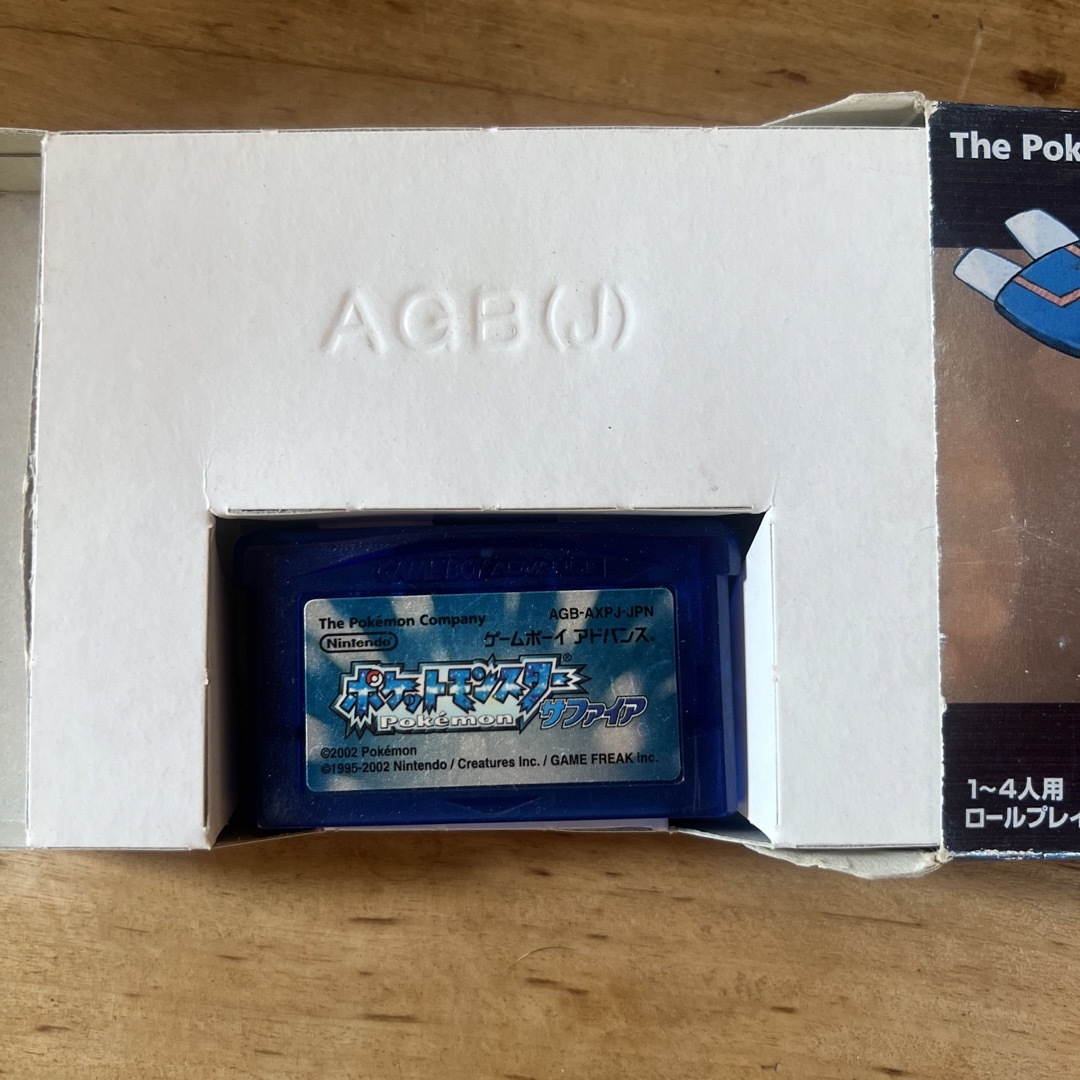 The Pok
AGB(J)
GAME BOY ADVANCE
The Pokémon Company
AGB-AXPJ-JPN
Nintendo
ゲームボーイ アドバンス®
ポケットモンスター®
Pokémon
サファイア
©2002 Pokémon
©1995-2002 Nintendo / Creatures Inc. / GAME FREAK inc.
1~4人用
ロールプレイ